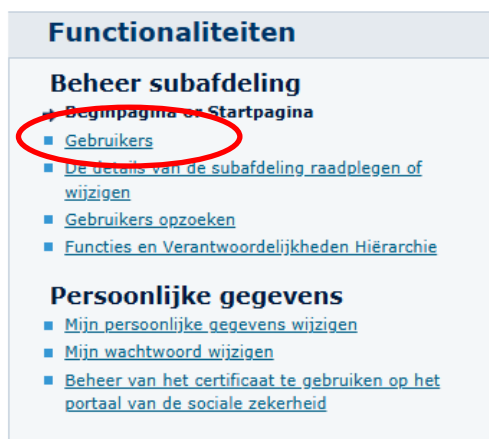 Functionaliteiten
Beheer subafdeling
Beginpagina or Startpagina
Gebruikers
De details van de subafdeling raadplegen of
wijzigen
Gebruikers opzoeken
Functies en Verantwoordelijkheden Hiërarchie
Persoonlijke gegevens
Mijn persoonlijke gegevens wijzigen
Mijn wachtwoord wijzigen
Beheer van het certificaat te gebruiken op het
portaal van de sociale zekerheid